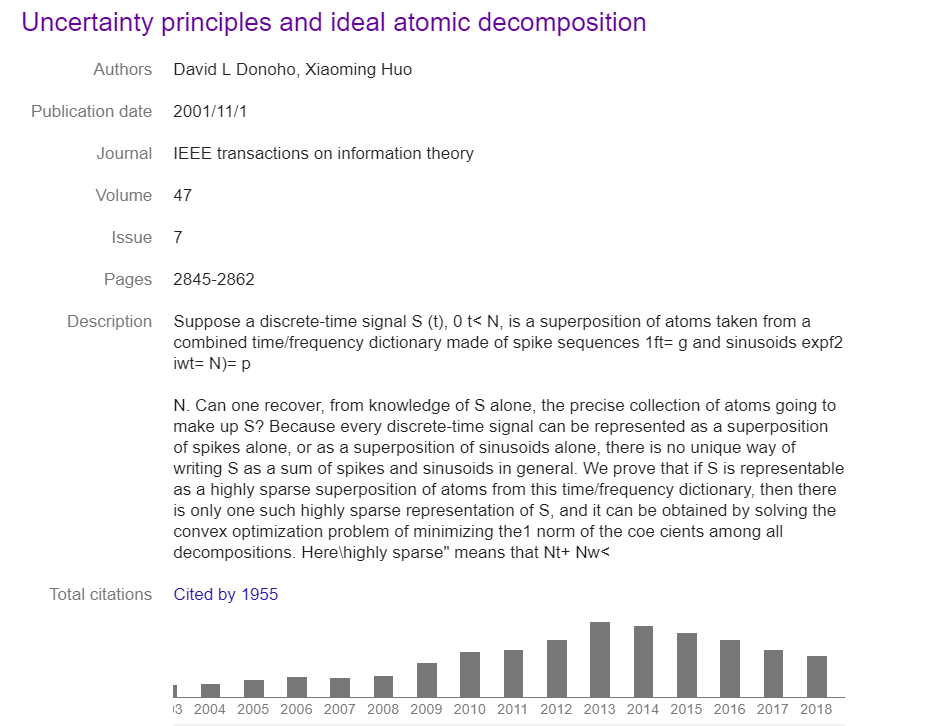 Uncertainty principles and ideal atomic decomposition
Authors David L Donoho, Xiaoming Huo
Publication date 2001/11/1
Journal IEEE transactions on information theory
Volume 47
Issue 7
Pages 2845-2862
Description Suppose a discrete-time signal S (t), 0 t< N, is a superposition of atoms taken from a
combined time/frequency dictionary made of spike sequences 1ft= g and sinusoids expf2
iwt= N)= p
N. Can one recover, from knowledge of S alone, the precise collection of atoms going to
make up S? Because every discrete-time signal can be represented as a superposition
of spikes alone, or as a superposition of sinusoids alone, there is no unique way of
writing S as a sum of spikes and sinusoids in general. We prove that if S is representable
as a highly sparse superposition of atoms from this time/frequency dictionary, then there
is only one such highly sparse representation of S, and it can be obtained by solving the
convex optimization problem of minimizing the1 norm of the coe cients among all
decompositions. Here\highly sparse" means that Nt+ Nw<
Total citations Cited by 1955
3 2004 2005 2006 2007 2008 2009 2010 2011 2012 2013 2014 2015 2016 2017 2018